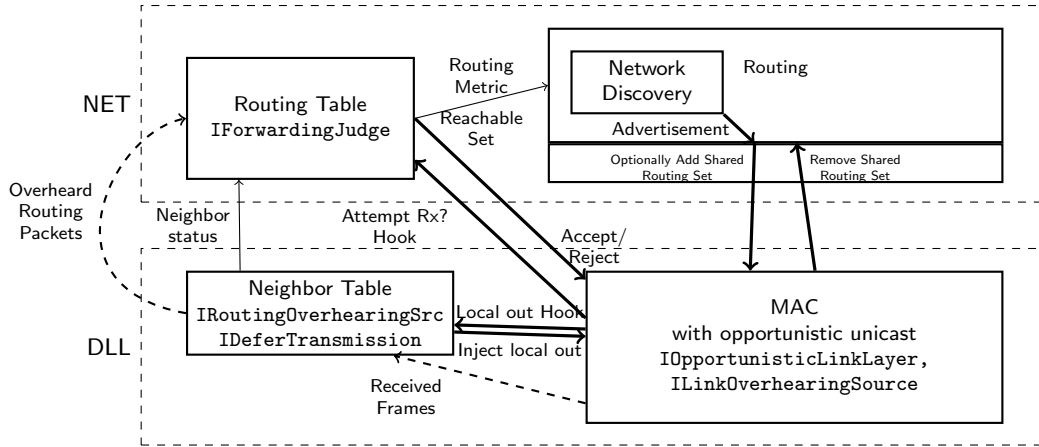 NET
Routing Table
IForwardingJudge
Routing
Metric
Reachable
Set
Network
Discovery
Routing
Advertisement
Optionally Add Shared
Routing Set
Remove Shared
Routing Set
Overheard
Routing
Packets
Neighbor
status
Attempt Rx?
Hook
Accept/
Reject
DLL
Neighbor Table
IRoutingOverhearingSrc
IDeferTransmission
Local out Hook
Inject local out
Received
Frames
MAC
with opportunistic unicast
IOpportunisticLinkLayer,
ILinkOverhearingSource